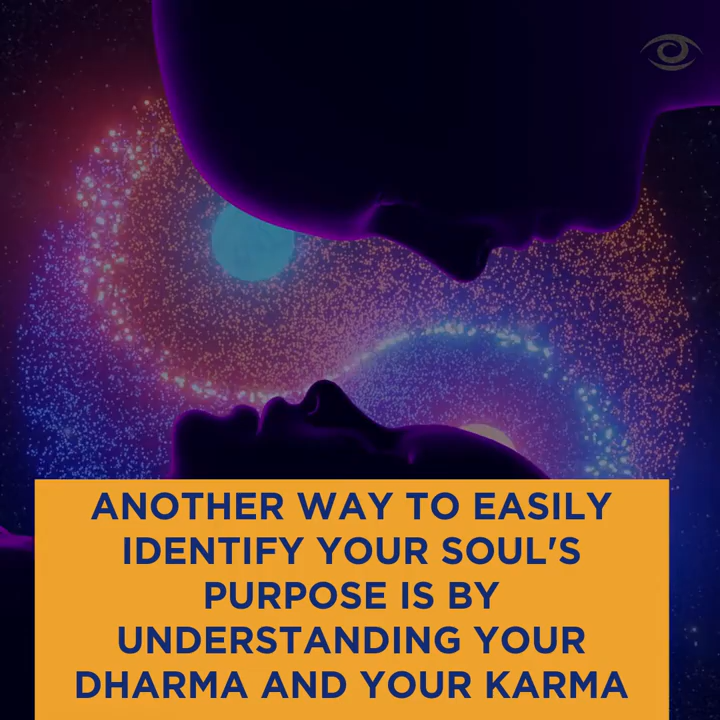 ANOTHER WAY TO EASILY
IDENTIFY YOUR SOUL'S
PURPOSE IS BY
UNDERSTANDING YOUR
DHARMA AND YOUR KARMA